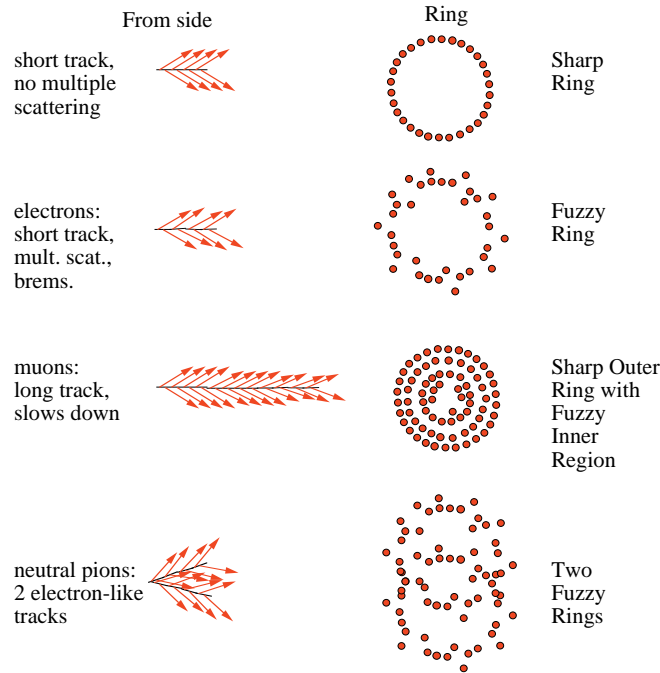 From side
Ring
short track,
no multiple
scattering
Sharp
Ring
electrons:
short track,
mult. scat.,
brems.
Fuzzy
Ring
muons:
long track,
slows down
Sharp Outer
Ring with
Fuzzy
Inner
Region
neutral pions:
2 electron-like
tracks
Two
Fuzzy
Rings